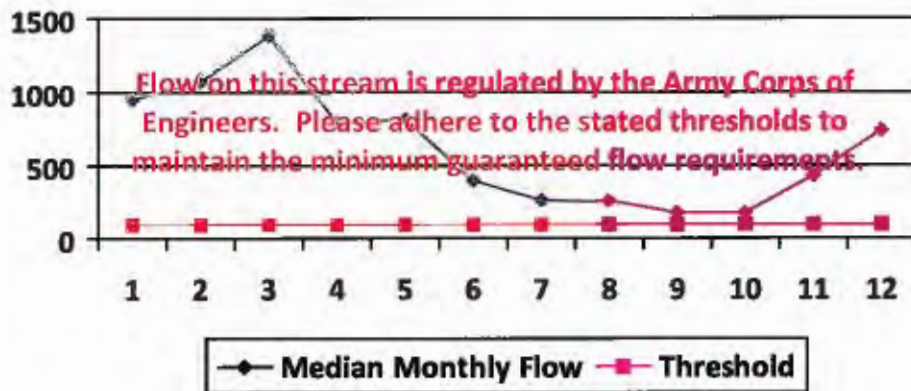 1500
Flow on this stream is regulated by the Army Corps of
1000
Engineers. Please adhere to the stated thresholds to
500
maintain the minimum guaranteed flow requirements.
0
1 2 3 4 5 6 7 8 9 10 11 12
Median Monthly Flow Threshold